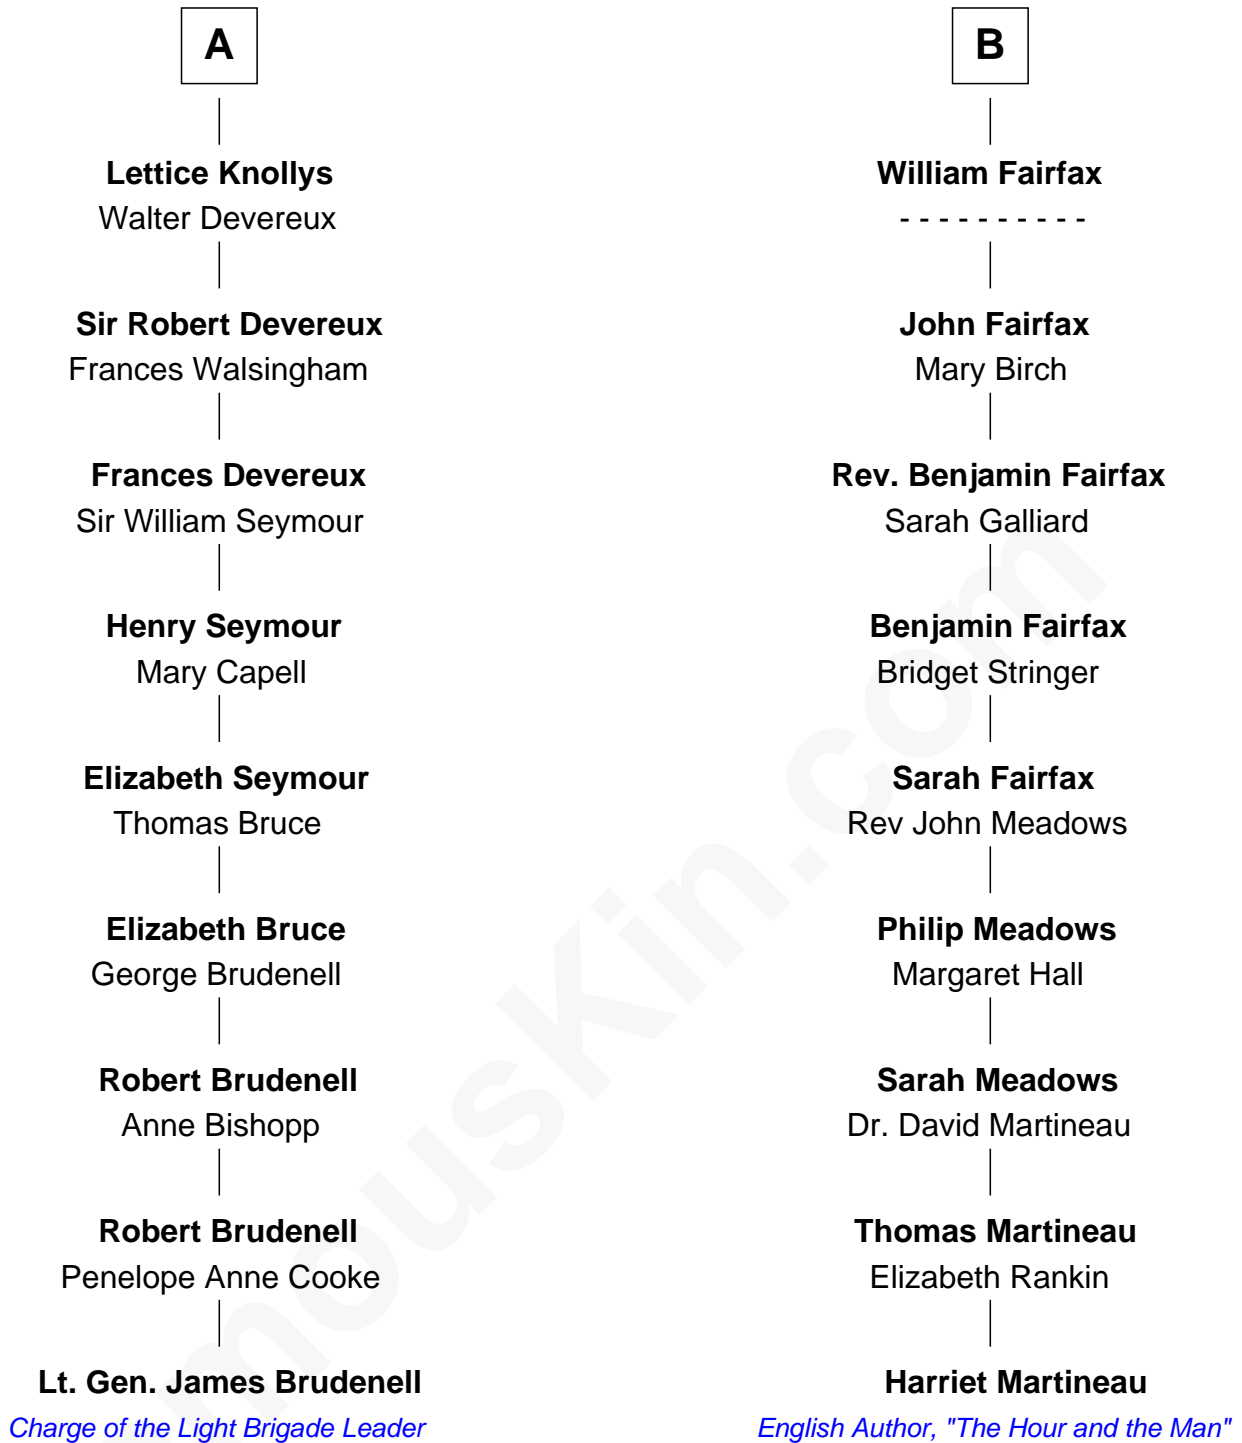 A
Lettice Knollys
Walter Devereux
Sir Robert Devereux
Frances Walsingham
Frances Devereux
Sir William Seymour
Henry Seymour
Mary Capell
Elizabeth Seymour
Thomas Bruce
Elizabeth Bruce
George Brudenell
Robert Brudenell
Anne Bishopp
Robert Brudenell
Penelope Anne Cooke
Lt. Gen. James Brudenell
Charge of the Light Brigade Leader
B
William Fairfax
- - - - - - - - - -
John Fairfax
Mary Birch
Rev. Benjamin Fairfax
Sarah Galliard
Benjamin Fairfax
Bridget Stringer
Sarah Fairfax
Rev John Meadows
Philip Meadows
Margaret Hall
Sarah Meadows
Dr. David Martineau
Thomas Martineau
Elizabeth Rankin
Harriet Martineau
English Author, "The Hour and the Man"
mousKin.com